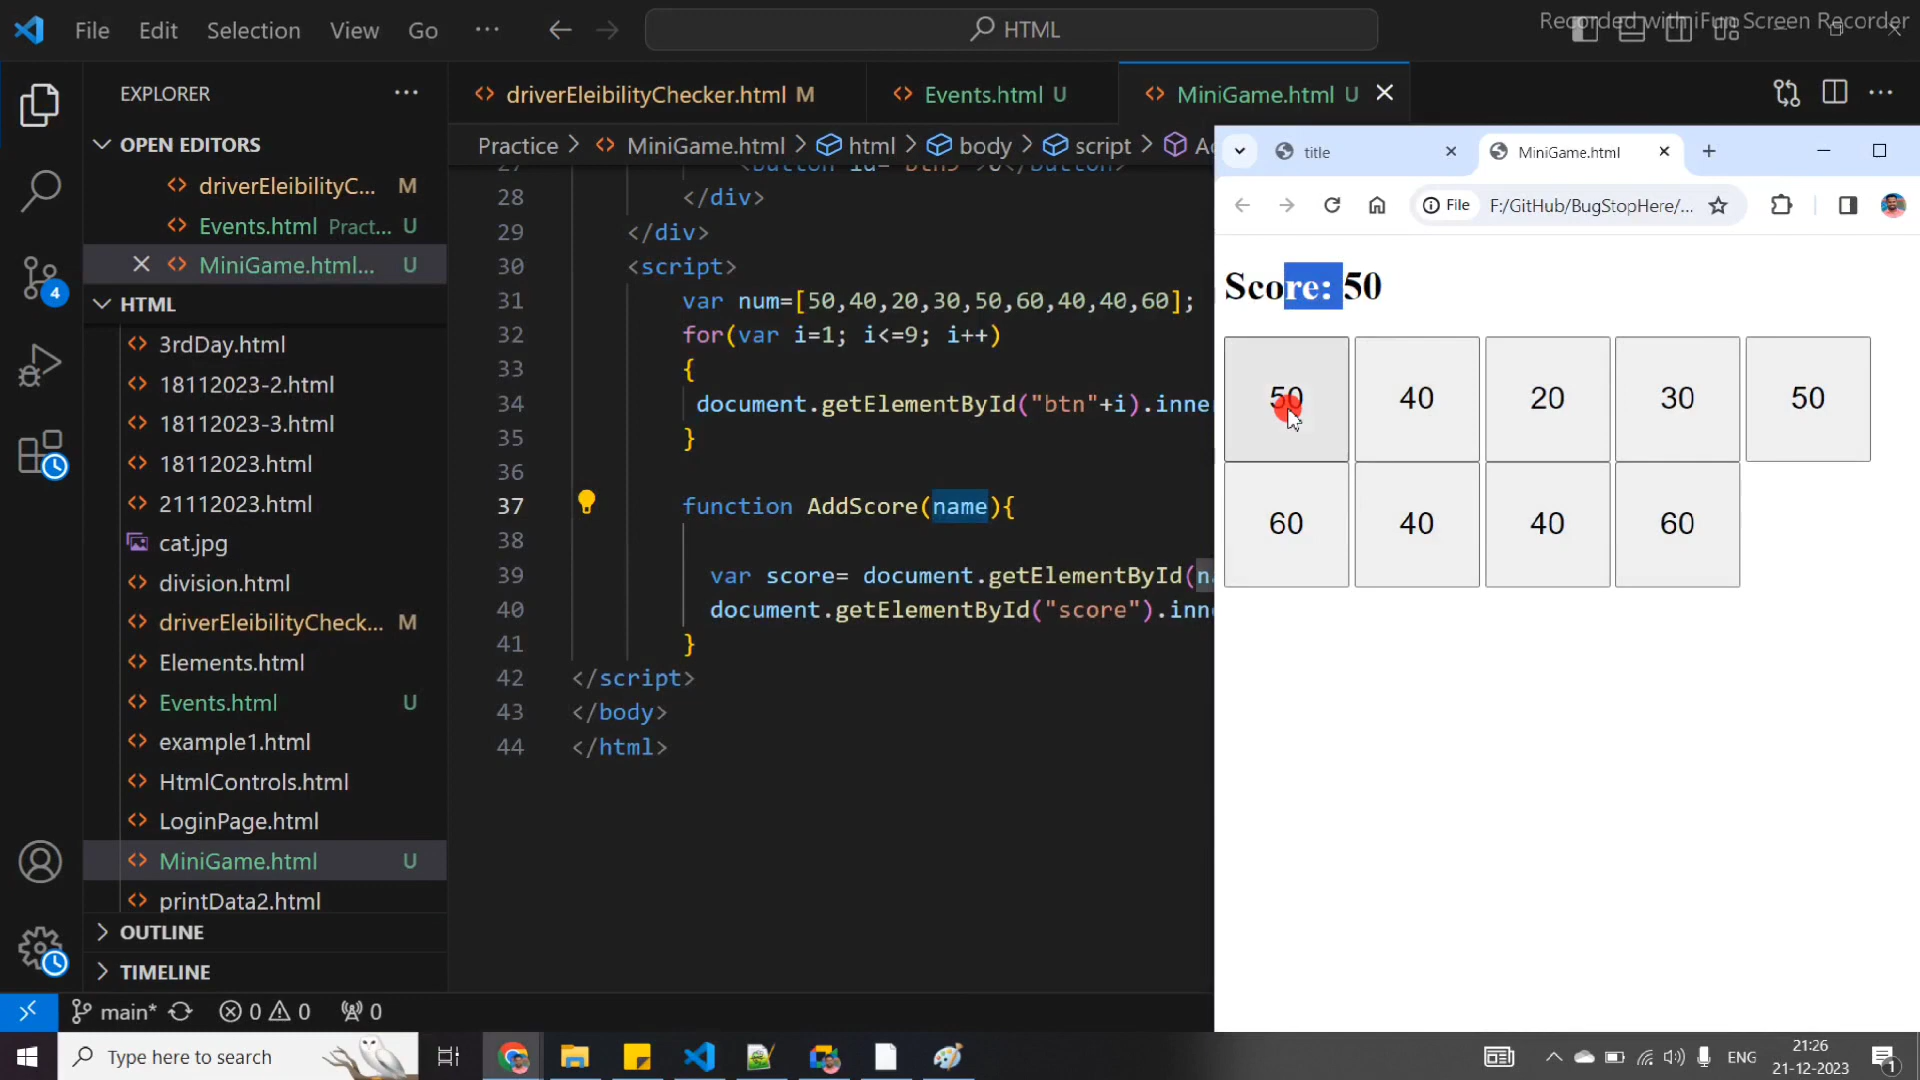 File Edit View Go ··· HTML
Recorded with iFun Screen Recorder
EXPLORER ···
OPEN EDITORS
driverEleibilityC... M
Events.html Pract... U
MiniGame.html... U
HTML
3rdDay.html
18112023-2.html
18112023-3.html
18112023.html
21112023.html
cat.jpg
division.html
driverEleibilityCheck... M
Elements.html
Events.html U
example1.html
HtmlControls.html
LoginPage.html
MiniGame.html U
printData2.html
OUTLINE
TIMELINE
4
driverEleibilityChecker.html M Events.html U MiniGame.html U
Practice > MiniGame.html > html > body > script >
28 </div>
29 </div>
30 <script>
31 var num=[50,40,20,30,50,60,40,40,60];
32 for(var i=1; i<=9; i++)
33 {
34 document.getElementById("btn"+i).inner
35 }
36
37 function AddScore(name){
38
39 var score= document.getElementById(na
40 document.getElementById("score").inn
41 }
42 </script>
43 </body>
44 </html>
title MiniGame.html
File F:/GitHub/BugStopHere/...
Score: 50
50 40 20 30 50
60 40 40 60
main* 0 0 0
Type here to search
ENG
21:26
21-12-2023
1